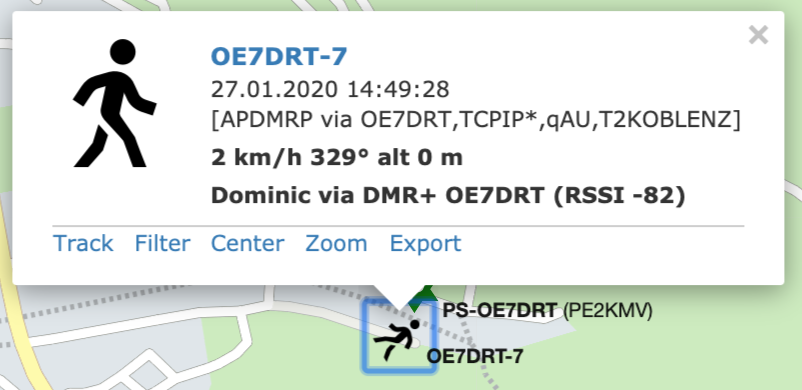 ×
OE7DRT-7
27.01.2020 14:49:28
[APDMRP via OE7DRT,TCPIP*,qAU,T2KOBLENZ]
2 km/h 329° alt 0 m
Dominic via DMR+ OE7DRT (RSSI -82)
Track Filter Center Zoom Export
PS-OE7DRT (PE2KMV)
OE7DRT-7